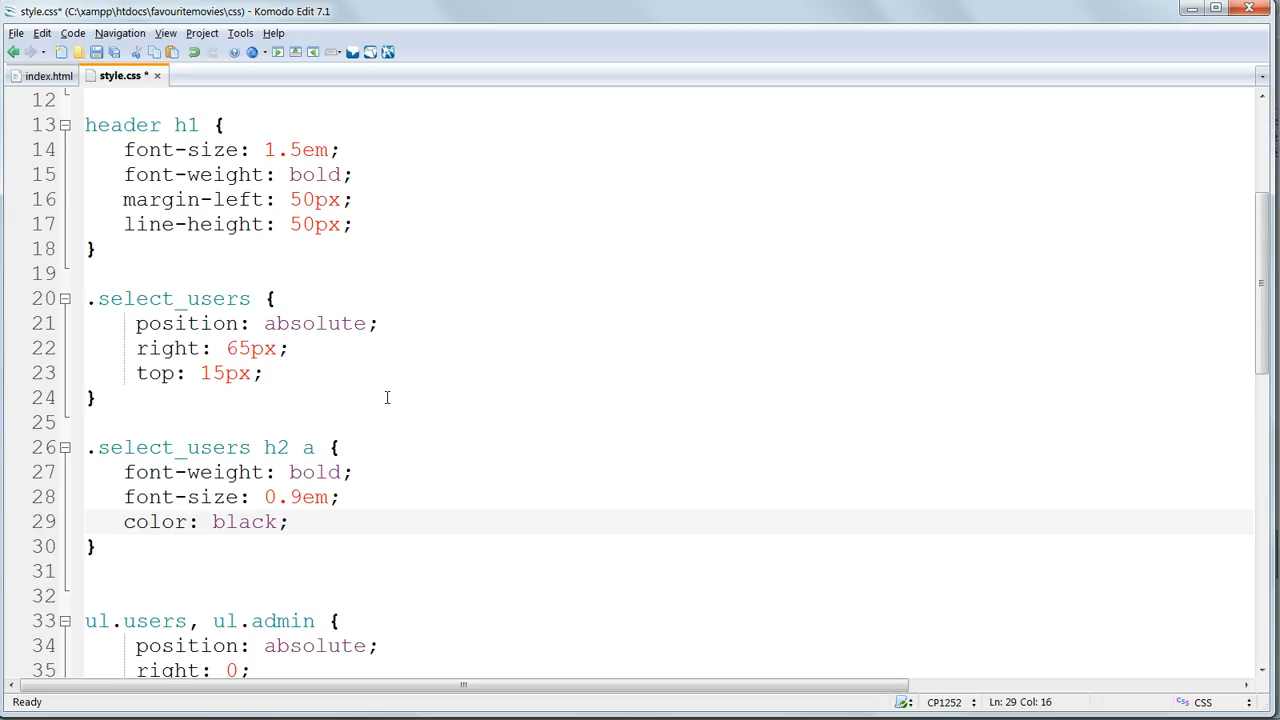 style.css* (C:\xampp\htdocs\favouritemovies\css) - Komodo Edit 7.1
File Edit Code Navigation View Project Tools Help
index.html style.css *
12
13 header h1 {
14 font-size: 1.5em;
15 font-weight: bold;
16 margin-left: 50px;
17 line-height: 50px;
18 }
19
20 .select_users {
21 position: absolute;
22 right: 65px;
23 top: 15px;
24 }
25
26 .select_users h2 a {
27 font-weight: bold;
28 font-size: 0.9em;
29 color: black;
30 }
31
32
33 ul.users, ul.admin {
34 position: absolute;
35 right: 0;
Ready CP1252 Ln: 29 Col: 16 CSS CSS